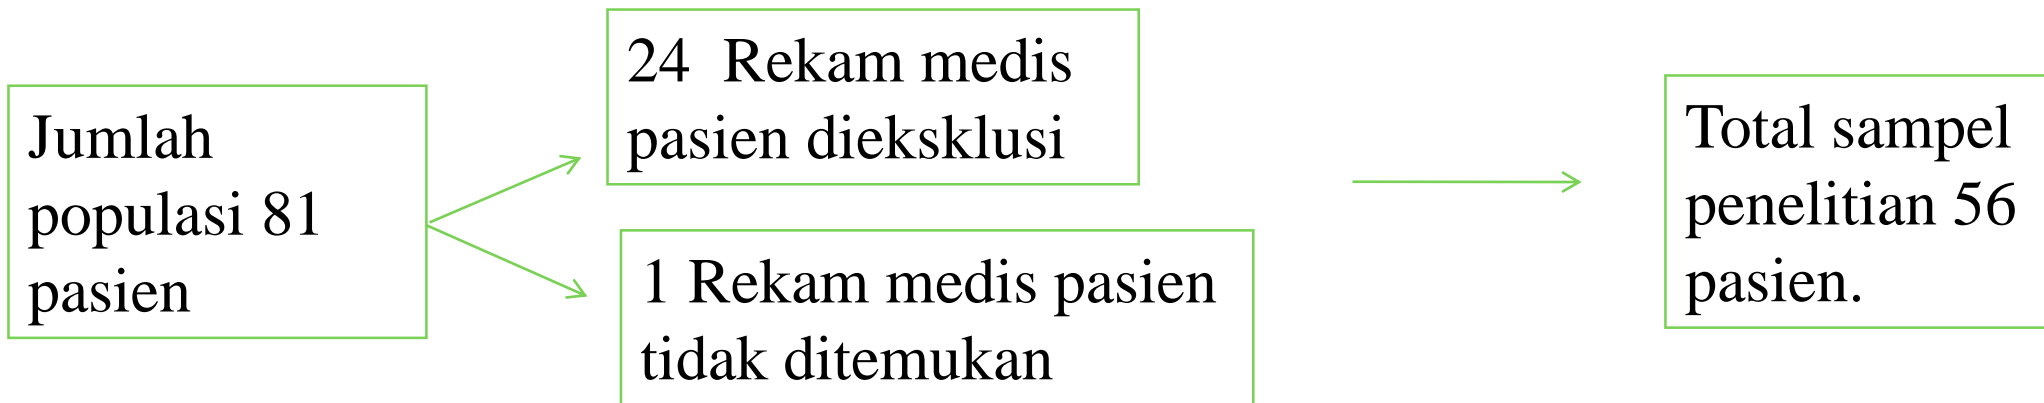 Jumlah
populasi 81
pasien
24 Rekam medis
pasien dieksklusi
1 Rekam medis pasien
tidak ditemukan
Total sampel
penelitian 56
pasien.